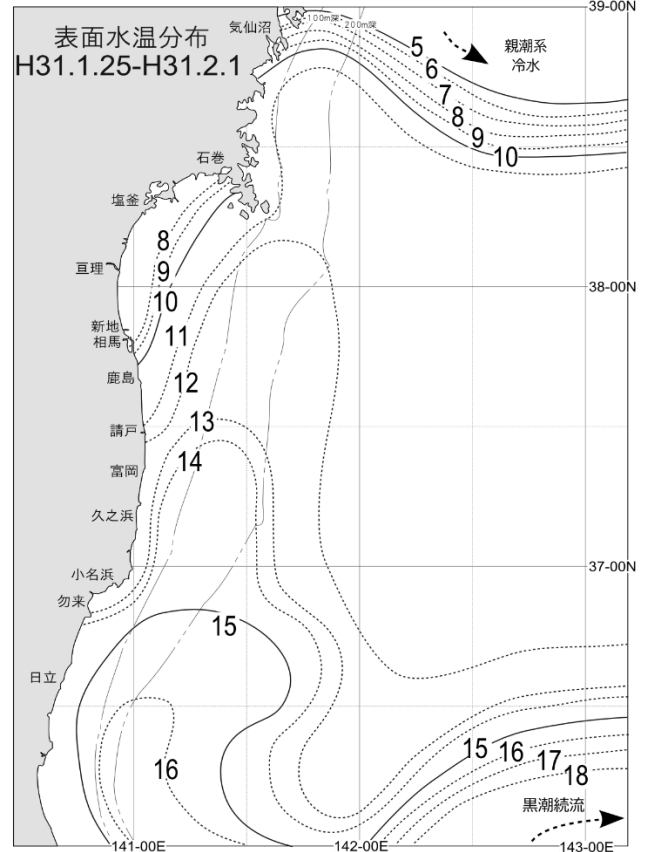 39-00N
気仙沼
100m深
200m深
表面水温分布
H31.1.25-H31.2.1
5
親潮系
冷水
6
7
8
9
10
石巻
塩釜
8
亘理
9
38-00N
10
新地
相馬
11
鹿島
12
13
請戸
14
富岡
久之浜
37-00N
小名浜
勿来
15
日立
15
16
16
17
18
黒潮続流
141-00E
142-00E
143-00E